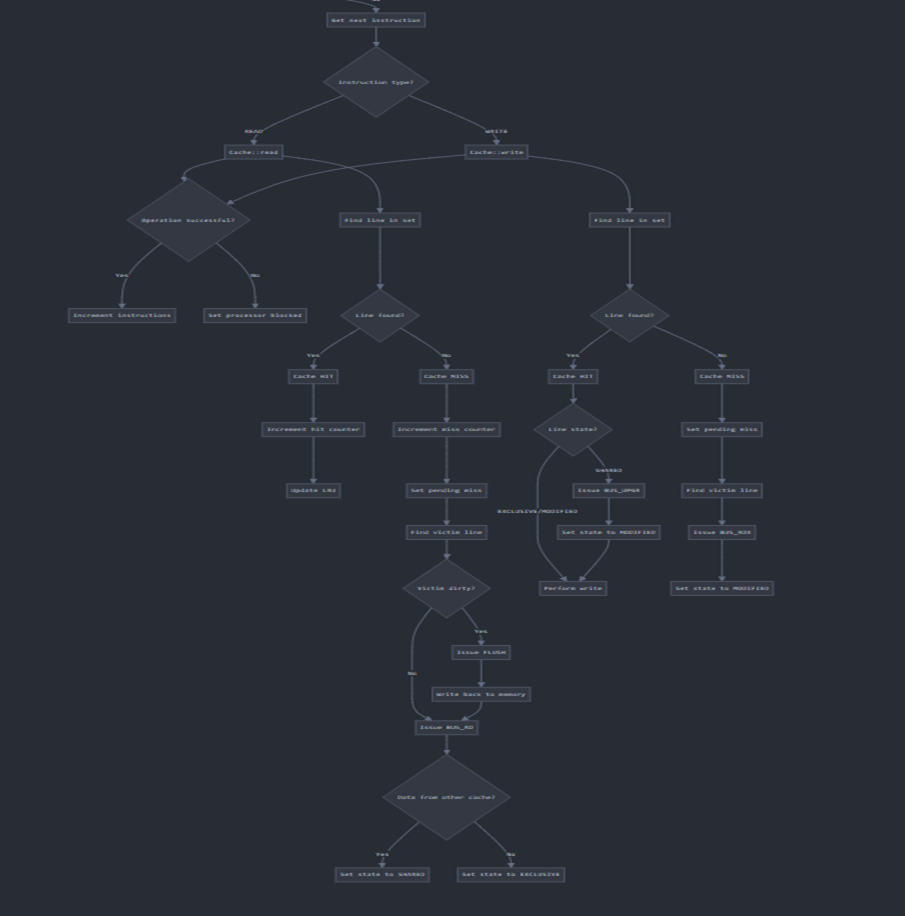 Get next instruction
Instruction type?
READ
WRITE
Cache::read
Cache::write
Operation successful?
Find line in set
Find line in set
Yes
No
Increment instructions
Set processor blocked
Line found?
Line found?
Yes
No
Yes
No
Cache HIT
Cache MISS
Cache HIT
Cache MISS
Increment hit counter
Increment miss counter
Line state?
Set pending miss
SHARED
Update LRU
Set pending miss
Issue BUS_UPGR
Find victim line
EXCLUSIVE/MODIFIED
Find victim line
Set state to MODIFIED
Issue BUS_RDX
Victim dirty?
Perform write
Set state to MODIFIED
Yes
Issue FLUSH
No
Write back to memory
Issue BUS_RD
Data from other cache?
Yes
No
Set state to SHARED
Set state to EXCLUSIVE